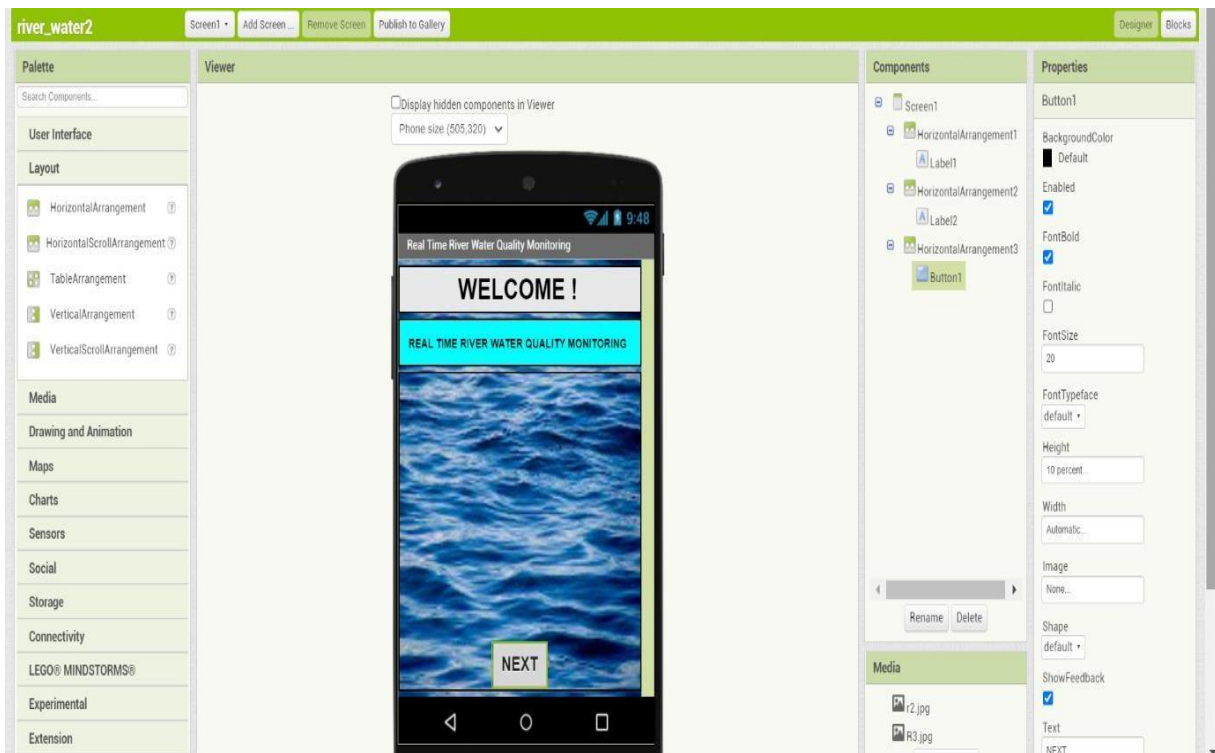 river_water2
Screen1
Add Screen ...
Remove Screen
Publish to Gallery
Designer
Blocks
Palette
Search Components...
User Interface
Layout
HorizontalArrangement
HorizontalScrollArrangement
TableArrangement
VerticalArrangement
VerticalScrollArrangement
Media
Drawing and Animation
Maps
Charts
Sensors
Social
Storage
Connectivity
LEGO® MINDSTORMS®
Experimental
Extension
Viewer
Display hidden components in Viewer
Phone size (505,320)
9:48
Real Time River Water Quality Monitoring
WELCOME !
REAL TIME RIVER WATER QUALITY MONITORING
NEXT
Components
Screen1
HorizontalArrangement1
Label1
HorizontalArrangement2
Label2
HorizontalArrangement3
Button1
Rename
Delete
Media
r2.jpg
R3.jpg
Properties
Button1
BackgroundColor
Default
Enabled
FontBold
FontItalic
FontSize
20
FontTypeface
default
Height
10 percent...
Width
Automatic...
Image
None...
Shape
default
ShowFeedback
Text
NEXT